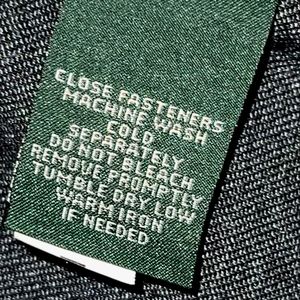 CLOSE FASTENERS
MACHINE WASH
COLD
SEPARATELY
DO NOT BLEACH
REMOVE PROMPTLY
TUMBLE DRY LOW
WARM IRON
IF NEEDED